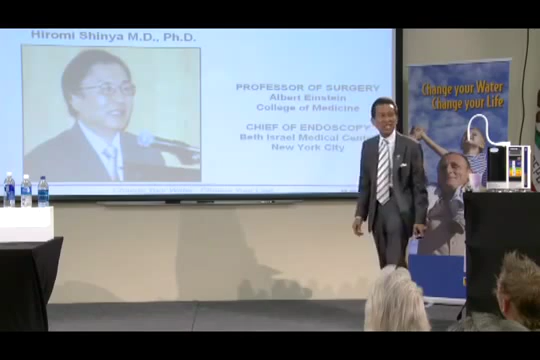 Hiromi Shinya M.D., Ph.D.
PROFESSOR OF SURGERY
Albert Einstein
College of Medicine
CHIEF OF ENDOSCOPY
Beth Israel Medical Cent
New York City
Change your Water
Change your Life